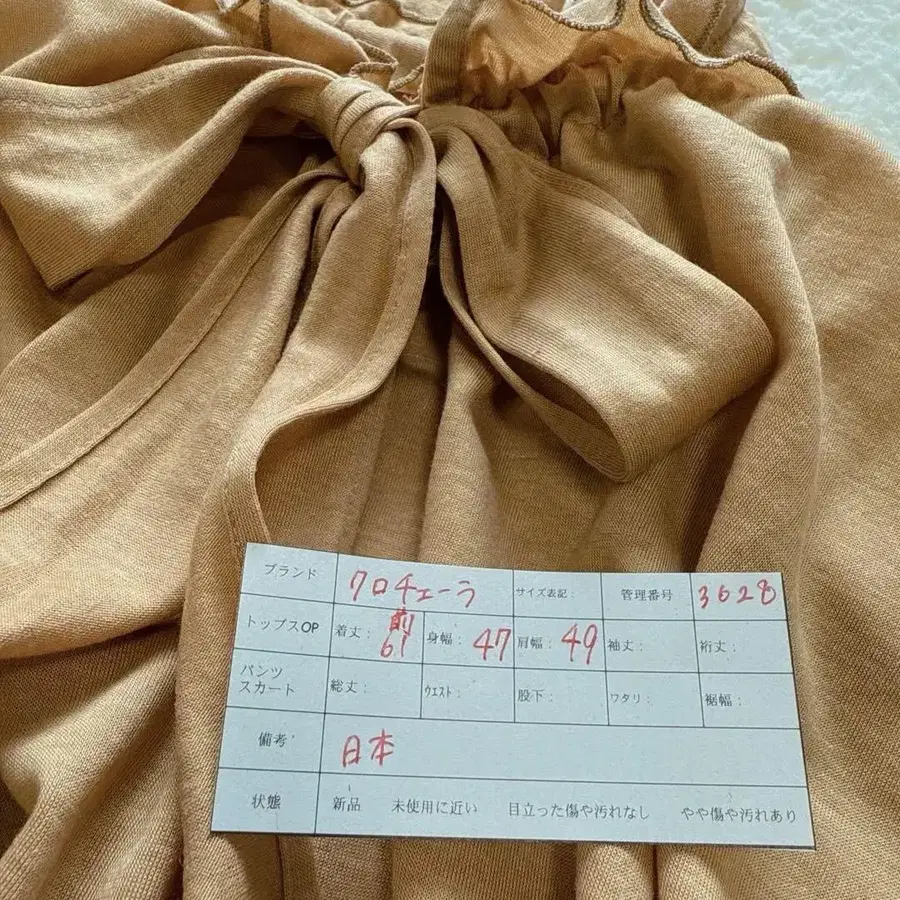 ブランド クロチェーラ サイズ表記: 管理番号 3628
トップスOP 着丈: 前61 身幅: 47 肩幅: 49 袖丈: 裄丈:
パンツスカート 総丈: ウエスト: 股下: ワタリ: 裾幅:
備考 日本
状態 新品 未使用に近い 目立った傷や汚れなし やや傷や汚れあり